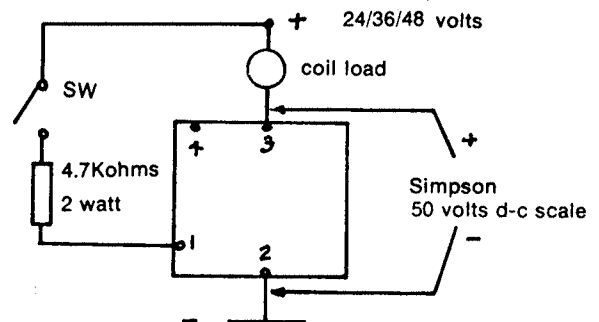 + 24/36/48 volts
coil load
SW
4 3
4.7Kohms
2 watt
1
2
+
Simpson
50 volts d-c scale
−
−